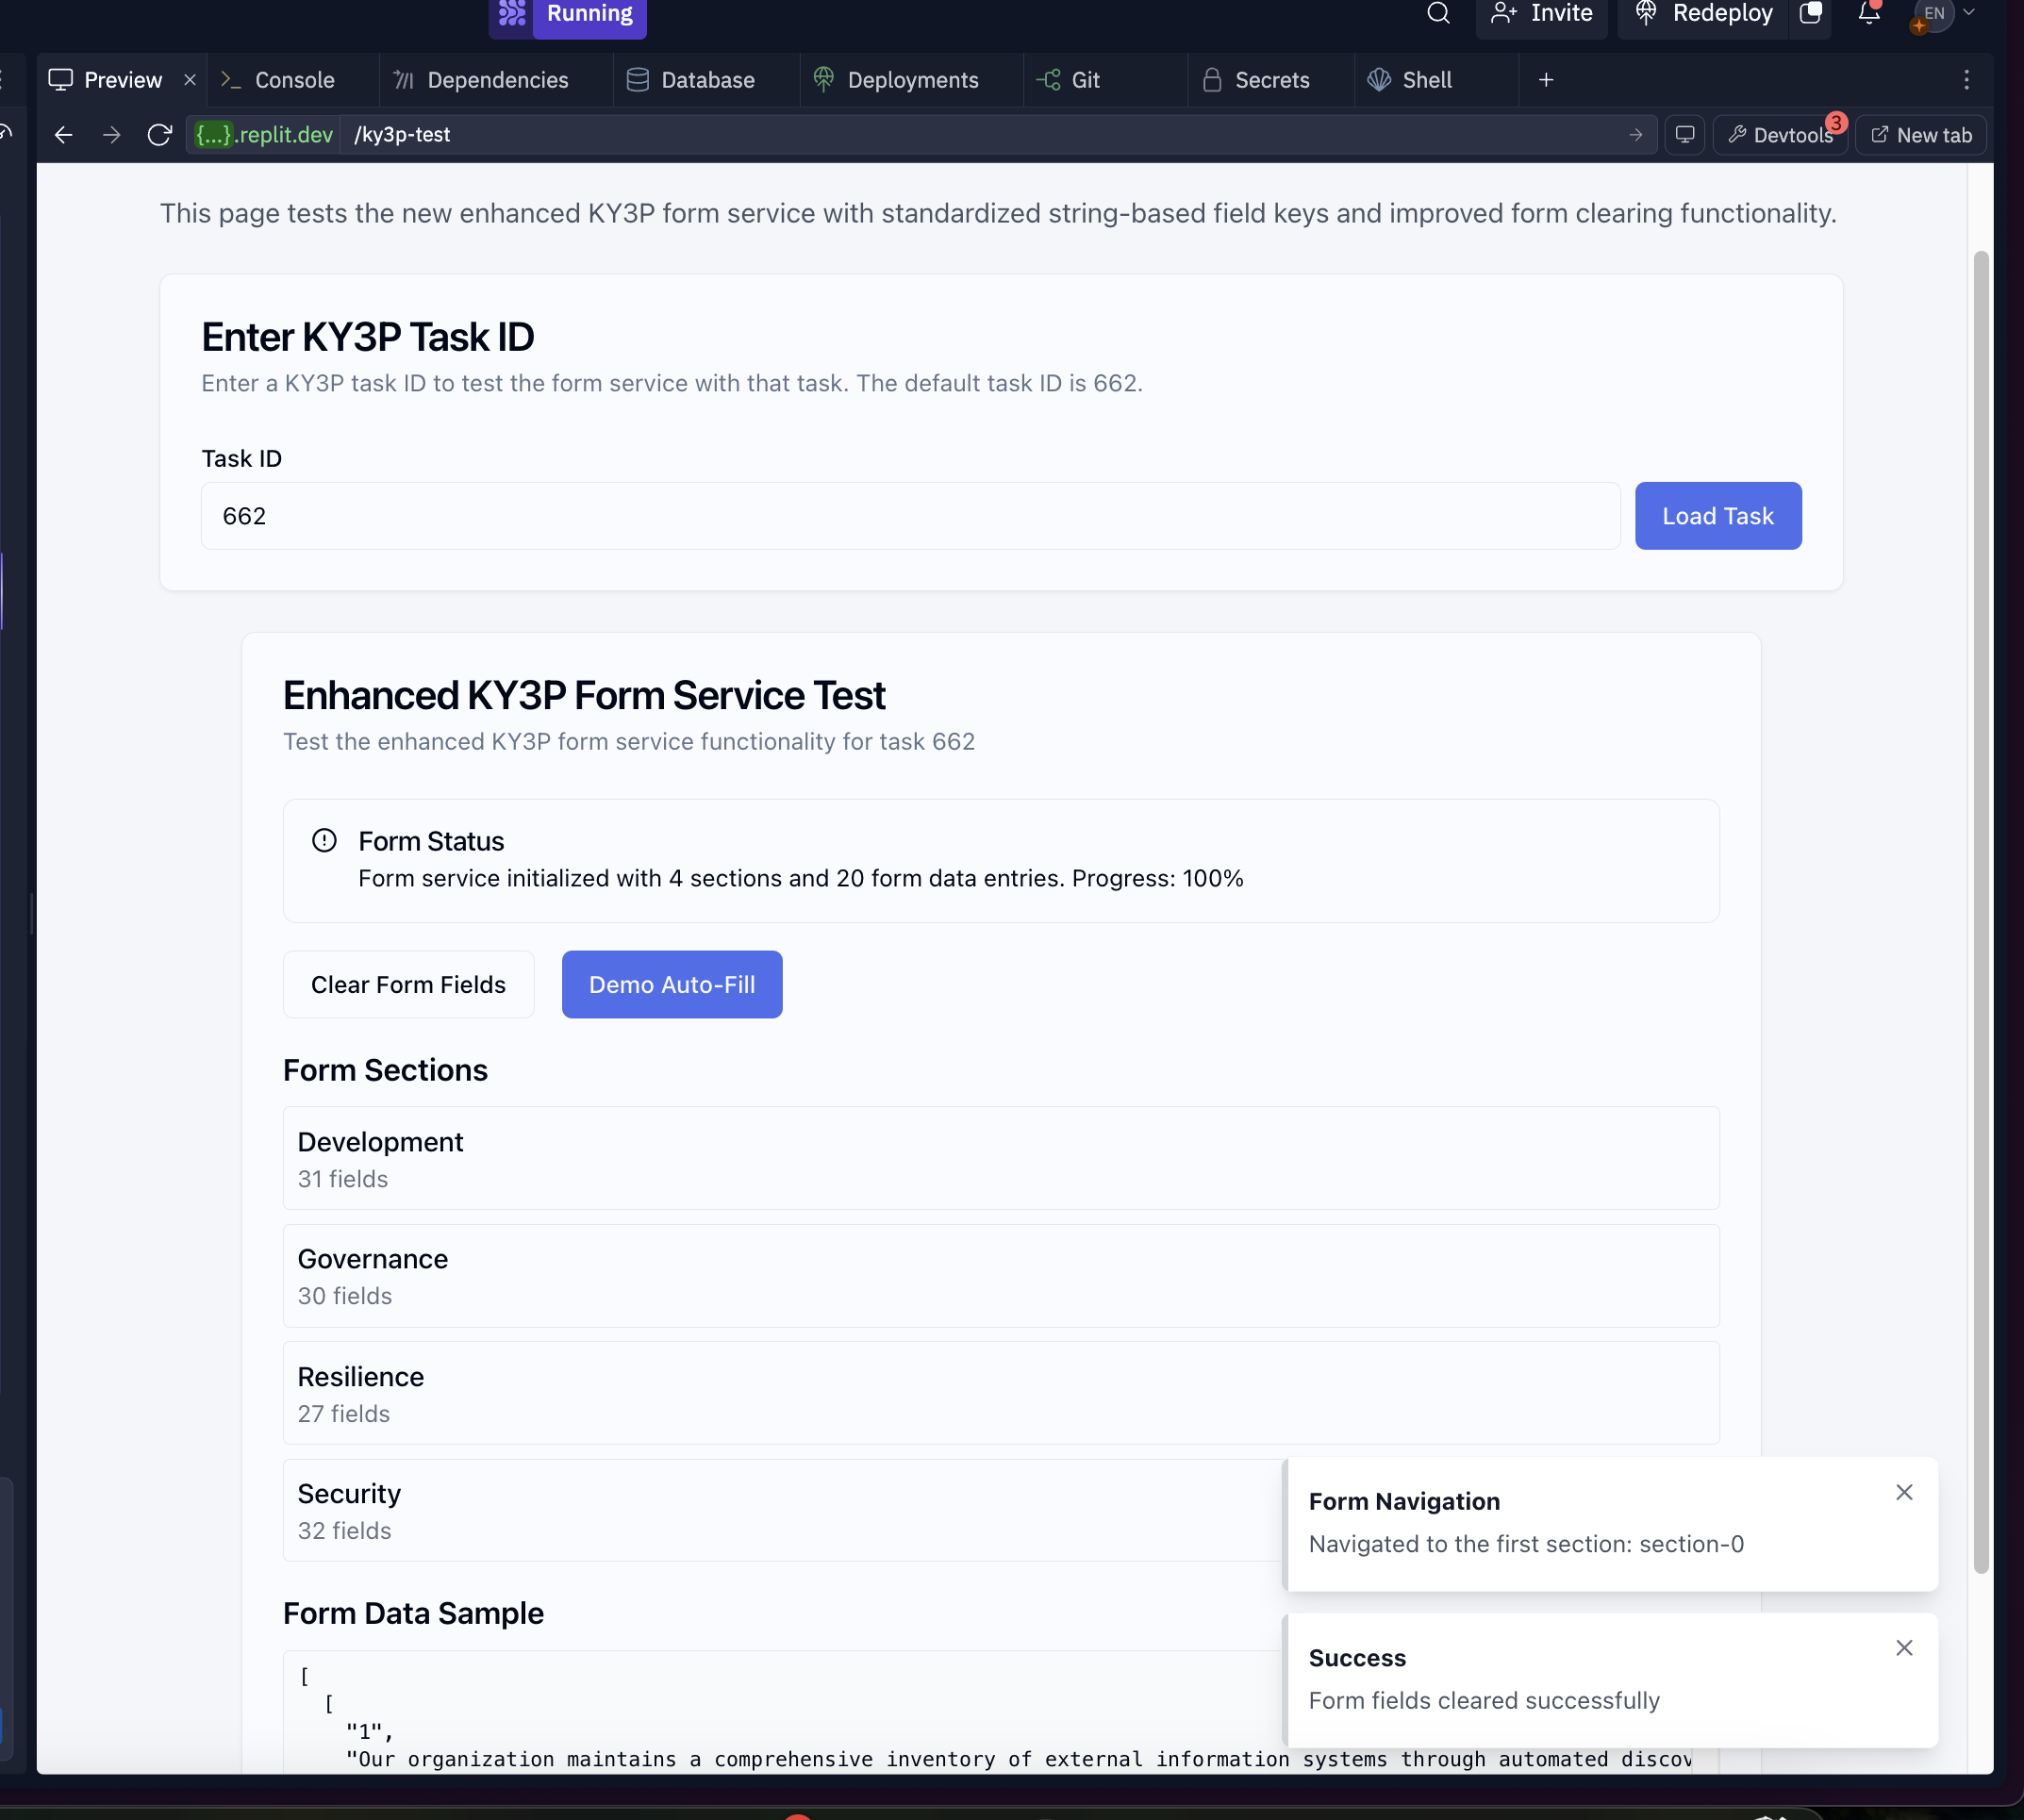 Running
Invite
Redeploy
EN
Preview
Console
Dependencies
Database
Deployments
Git
Secrets
Shell
{...}.replit.dev
/ky3p-test
Devtools
3
New tab
This page tests the new enhanced KY3P form service with standardized string-based field keys and improved form clearing functionality.
Enter KY3P Task ID
Enter a KY3P task ID to test the form service with that task. The default task ID is 662.
Task ID
662
Load Task
Enhanced KY3P Form Service Test
Test the enhanced KY3P form service functionality for task 662
Form Status
Form service initialized with 4 sections and 20 form data entries. Progress: 100%
Clear Form Fields
Demo Auto-Fill
Form Sections
Development
31 fields
Governance
30 fields
Resilience
27 fields
Security
32 fields
Form Navigation
Navigated to the first section: section-0
Form Data Sample
Success
Form fields cleared successfully
[
[
"1",
"Our organization maintains a comprehensive inventory of external information systems through automated discov